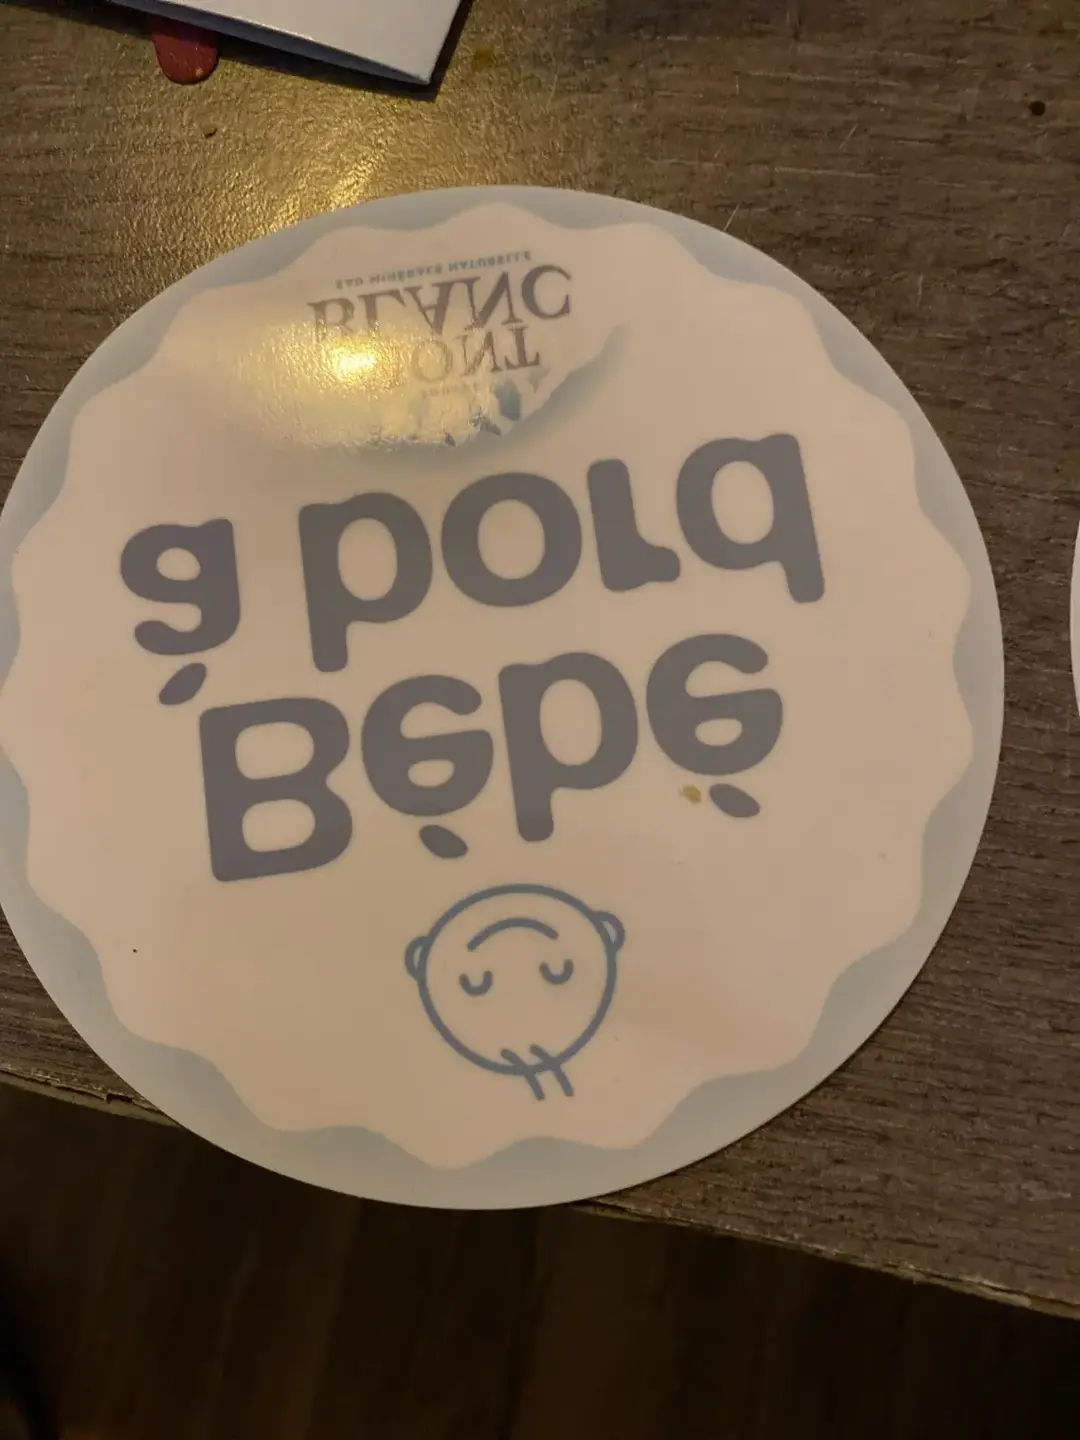 Bébé
à bord
MONT
BLANC
EAU MINÉRALE NATURELLE